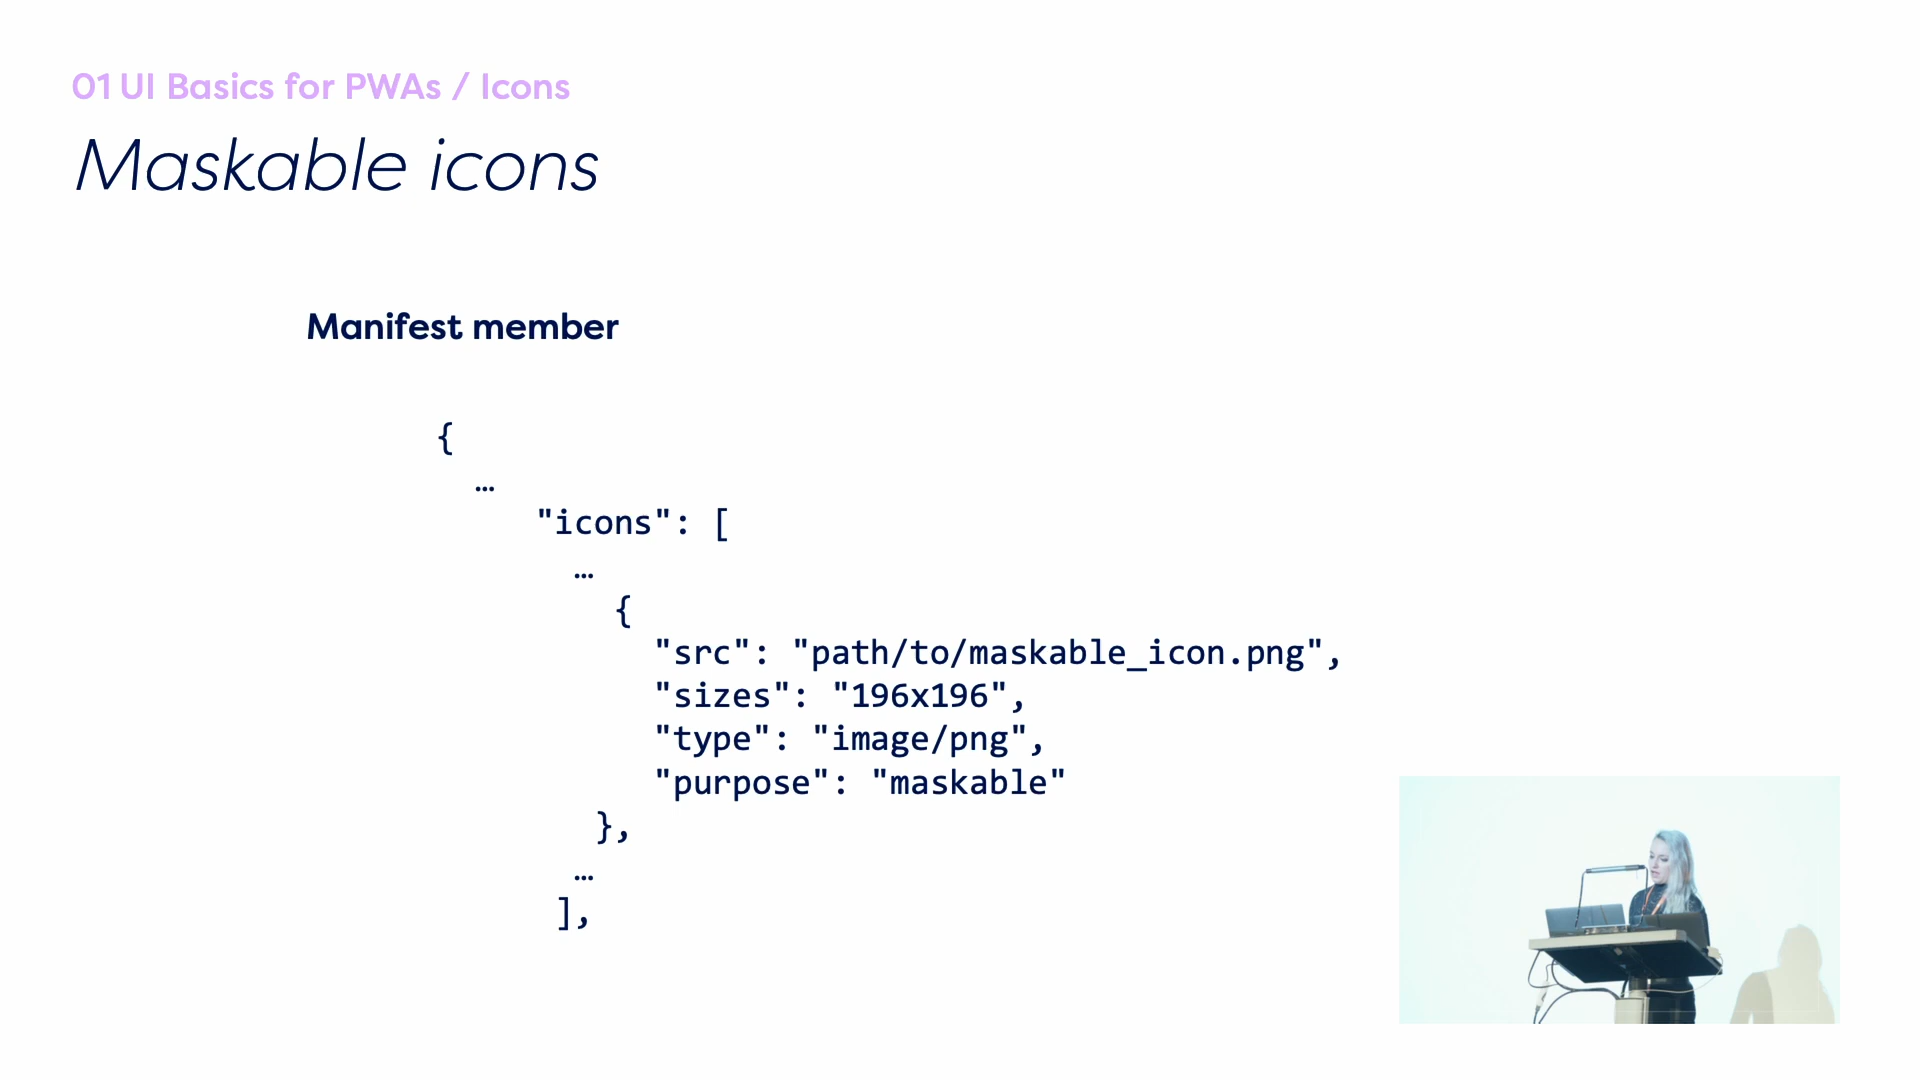 01 UI Basics for PWAs / Icons
Maskable icons
Manifest member
{
…
"icons": [
…
{
"src": "path/to/maskable_icon.png",
"sizes": "196x196",
"type": "image/png",
"purpose": "maskable"
},
…
],